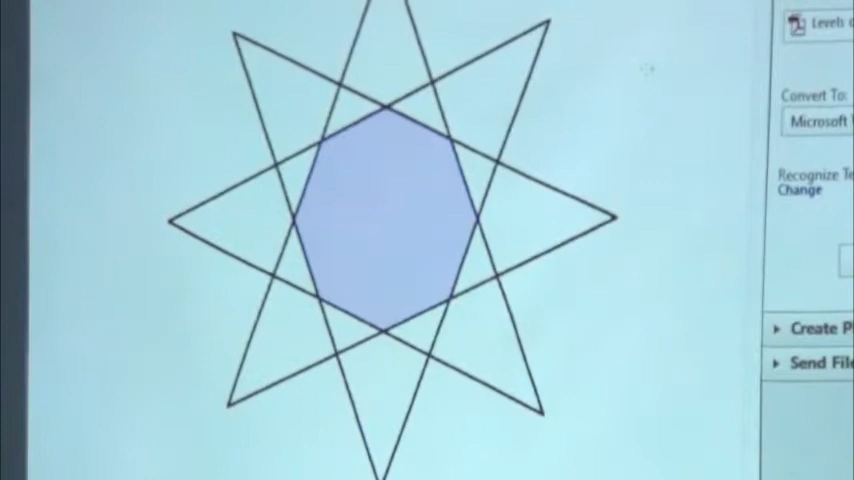 Levels
Convert To:
Microsoft
Recognize Te
Change
Create P
Send File